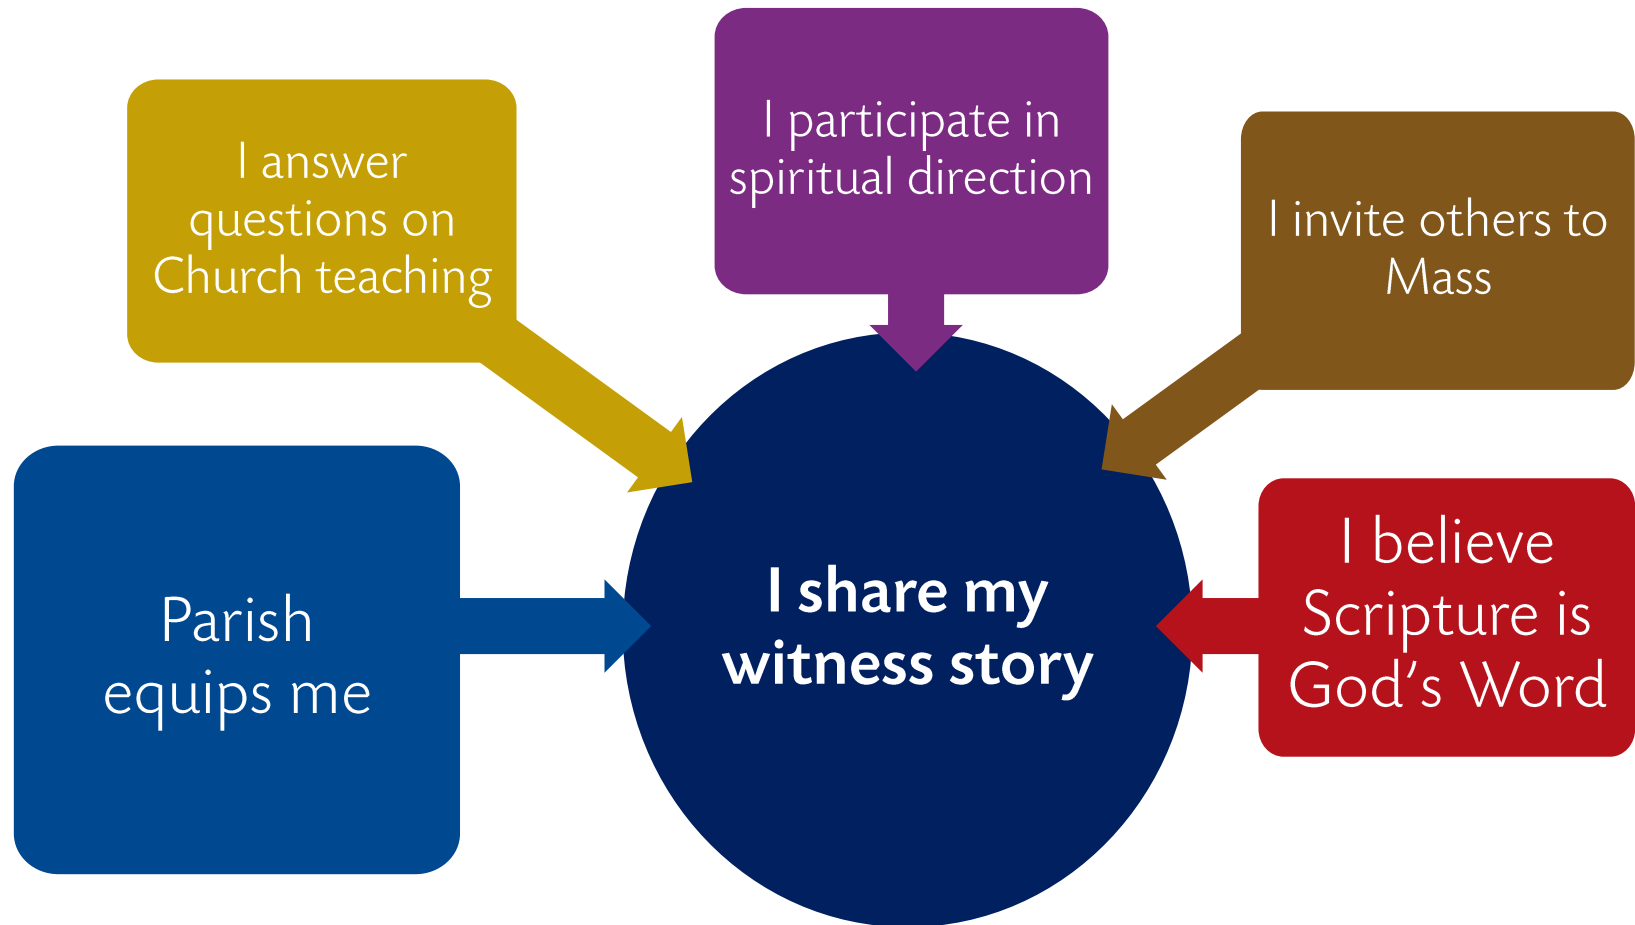 I participate in
spiritual direction
I answer
questions on
Church teaching
I invite others to
Mass
Parish
equips me
I share my
witness story
I believe
Scripture is
God’s Word